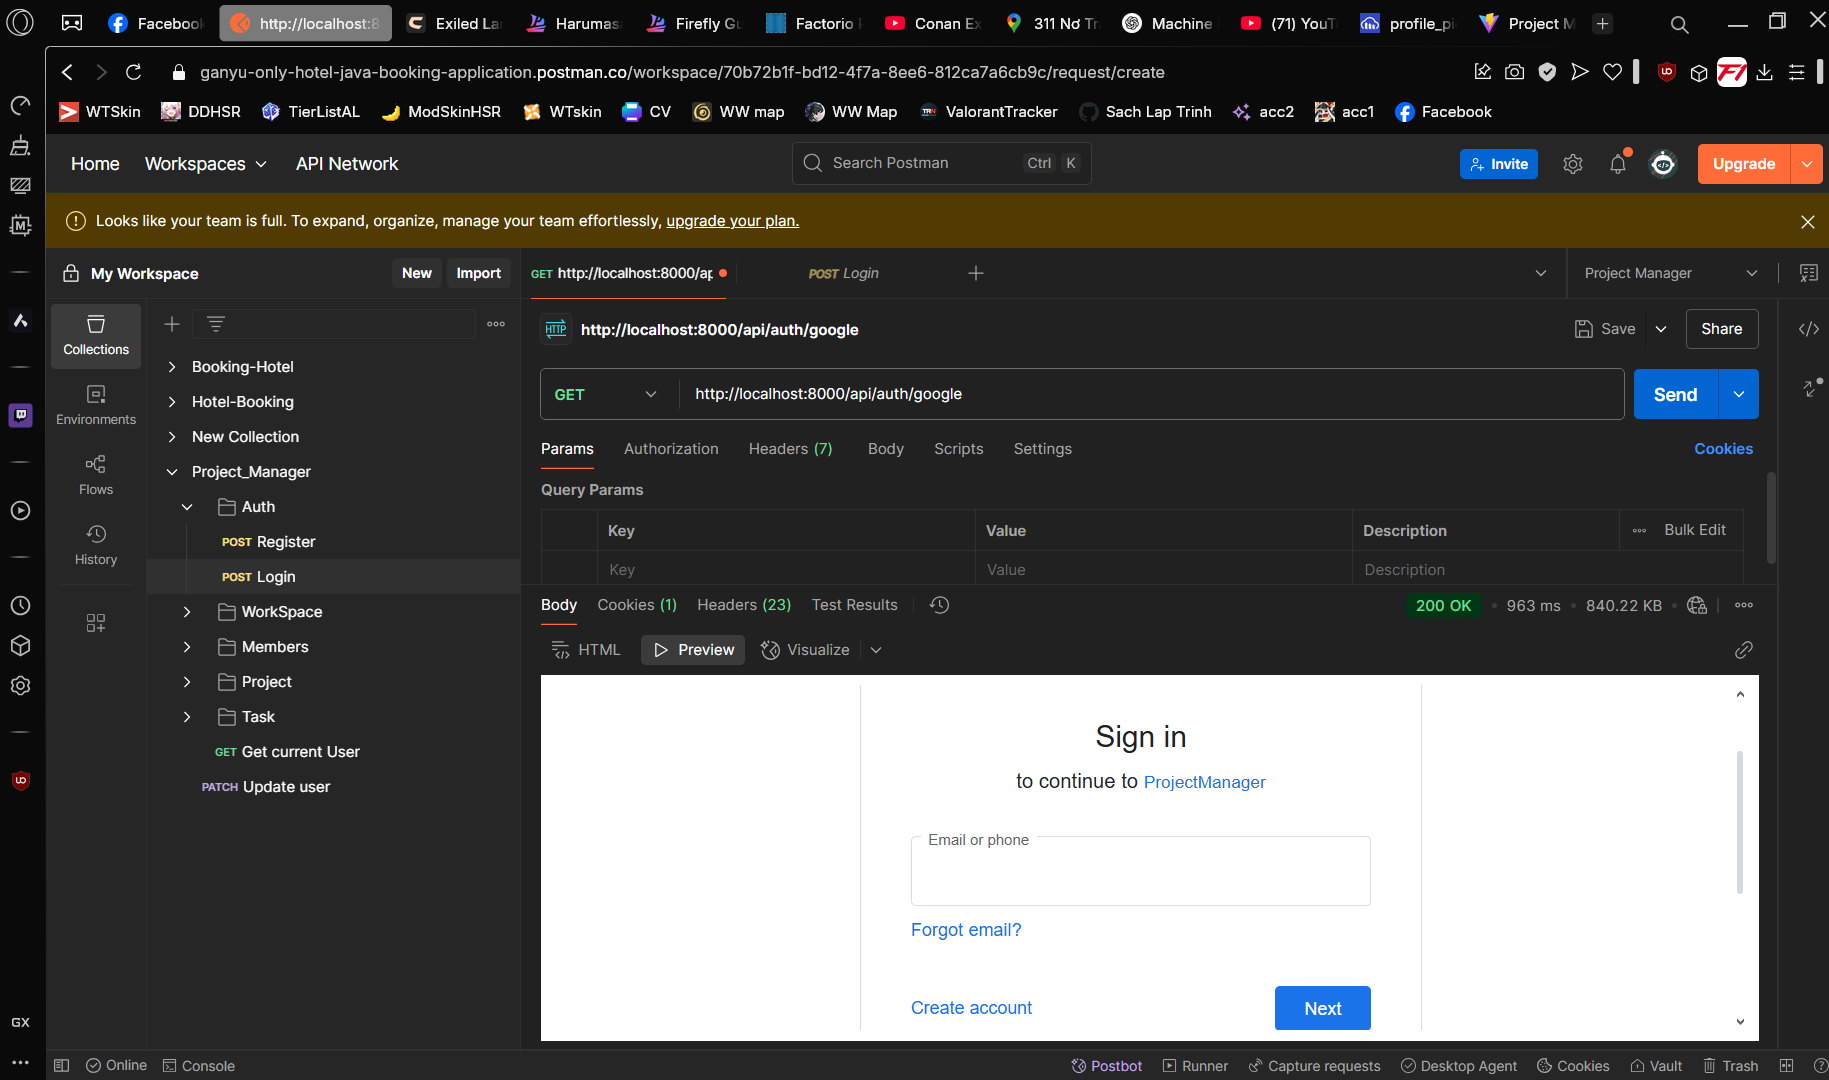 Facebook
http://localhost:8
Exiled La
Harumas
Firefly Gu
Factorio
Conan Ex
311 Nơ Tr
Machine
(71) YouT
profile_pi
Project M
ganyu-only-hotel-java-booking-application.postman.co/workspace/70b72b1f-bd12-4f7a-8ee6-812ca7a6cb9c/request/create
WTSkin
DDHSR
TierListAL
ModSkinHSR
WTskin
CV
WW map
WW Map
ValorantTracker
Sach Lap Trinh
acc2
acc1
Facebook
Home
Workspaces
API Network
Search Postman
Ctrl K
Invite
Upgrade
Looks like your team is full. To expand, organize, manage your team effortlessly, upgrade your plan.
My Workspace
New
Import
GET http://localhost:8000/ap
POST Login
Project Manager
Collections
Environments
Flows
History
Booking-Hotel
Hotel-Booking
New Collection
Project_Manager
Auth
POST Register
POST Login
WorkSpace
Members
Project
Task
GET Get current User
PATCH Update user
HTTP http://localhost:8000/api/auth/google
Save
Share
GET
http://localhost:8000/api/auth/google
Send
Params
Authorization
Headers (7)
Body
Scripts
Settings
Cookies
Query Params
Key
Value
Description
Bulk Edit
Key
Value
Description
Body
Cookies (1)
Headers (23)
Test Results
200 OK
963 ms
840.22 KB
HTML
Preview
Visualize
Sign in
to continue to ProjectManager
Email or phone
Forgot email?
Create account
Next
GX
Online
Console
Postbot
Runner
Capture requests
Desktop Agent
Cookies
Vault
Trash